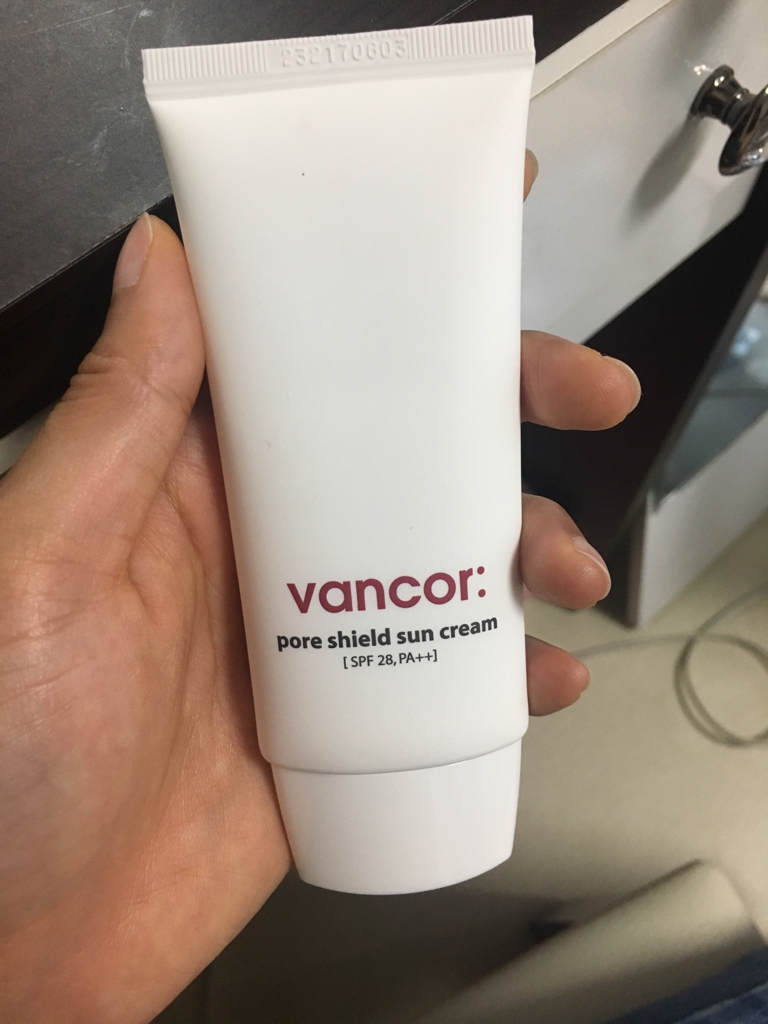 232170603
vancor:
pore shield sun cream
[ SPF 28, PA++]